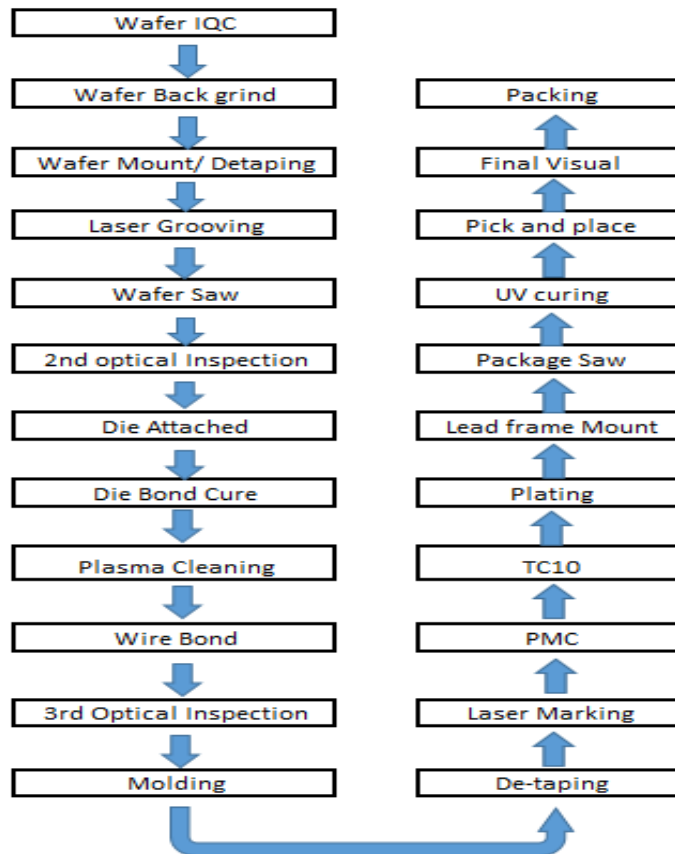 Wafer IQC
Wafer Back grind
Wafer Mount/ Detaping
Laser Grooving
Wafer Saw
2nd optical Inspection
Die Attached
Die Bond Cure
Plasma Cleaning
Wire Bond
3rd Optical Inspection
Molding
De-taping
Laser Marking
PMC
TC10
Plating
Lead frame Mount
Package Saw
UV curing
Pick and place
Final Visual
Packing